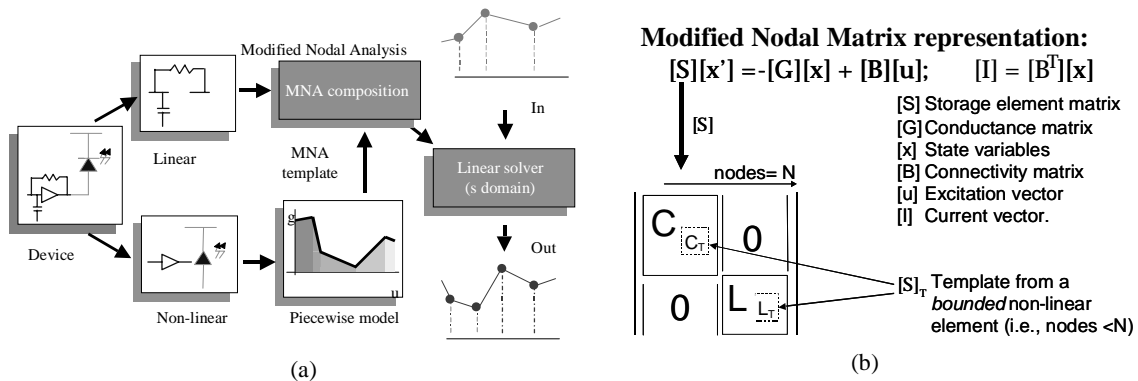 Modified Nodal Analysis
MNA composition
In
Linear
MNA
template
Linear solver
(s domain)
Device
g
u
Out
Non-linear
Piecewise model
(a)
Modified Nodal Matrix representation:
[S][x']=-[G][x] + [B][u]; [I] = [B^T][x]
[S]
[S] Storage element matrix
[G] Conductance matrix
[x] State variables
[B] Connectivity matrix
[u] Excitation vector
[I] Current vector.
nodes= N
C C_T 0
0 L L_T
[S]_T Template from a
bounded non-linear
element (i.e., nodes <N)
(b)